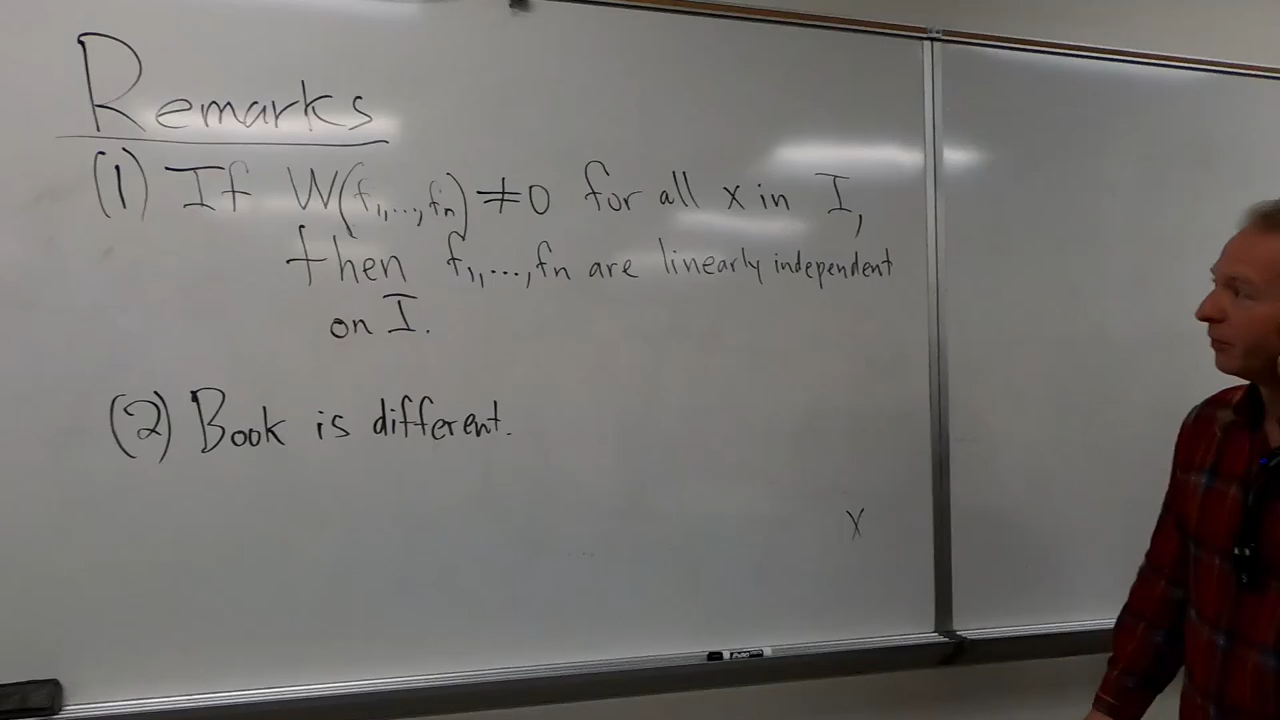 Remarks
(1) If W(f₁,...,fₙ)≠0 for all x in I,
then f₁,...,fₙ are linearly independent
on I.
(2) Book is different.
X